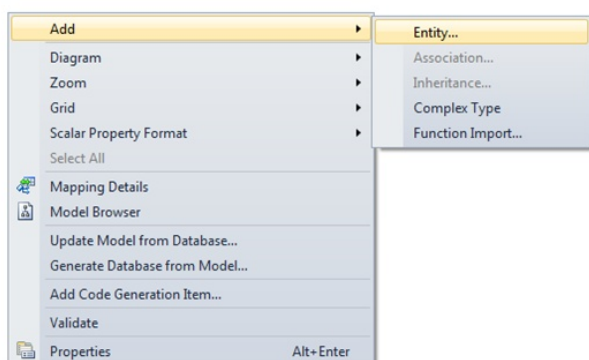 Add
Diagram
Zoom
Grid
Scalar Property Format
Select All
Mapping Details
Model Browser
Update Model from Database...
Generate Database from Model...
Add Code Generation Item...
Validate
Properties Alt+Enter
Entity...
Association...
Inheritance...
Complex Type
Function Import...